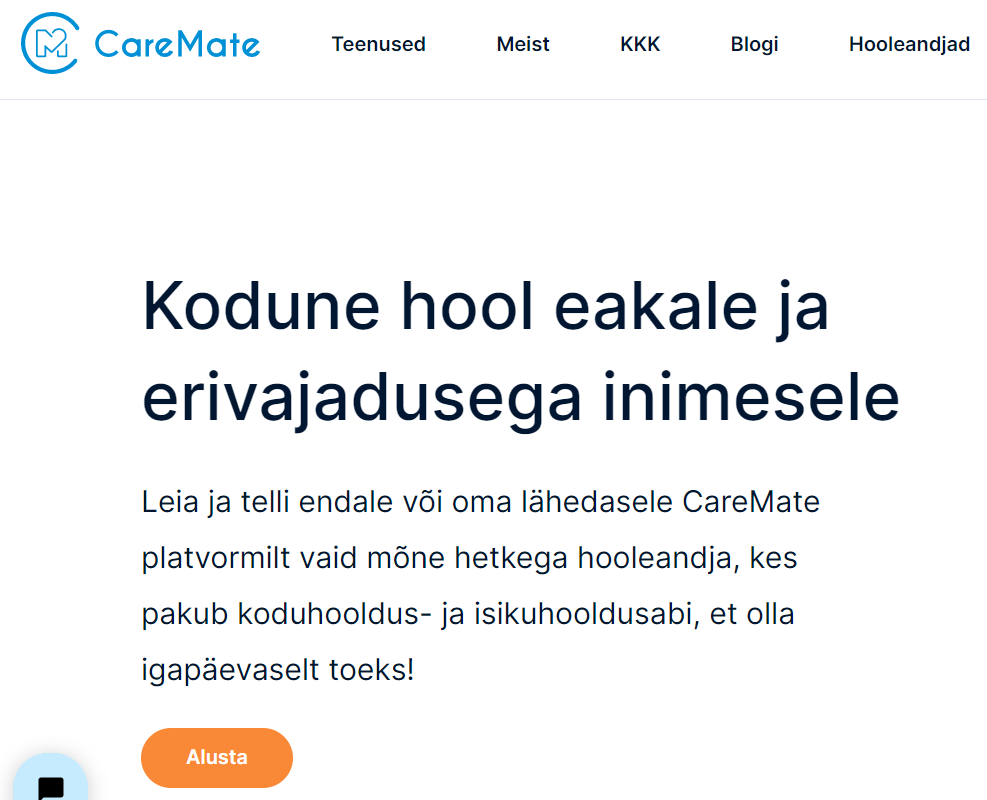 CareMate
Teenused
Meist
KKK
Blogi
Hooleandjad
Kodune hool eakale ja
erivajadusega inimesele
Leia ja telli endale või oma lähedasele CareMate
platvormilt vaid mõne hetkega hooleandja, kes
pakub koduhooldus- ja isikuhooldusabi, et olla
igapäevaselt toeks!
Alusta